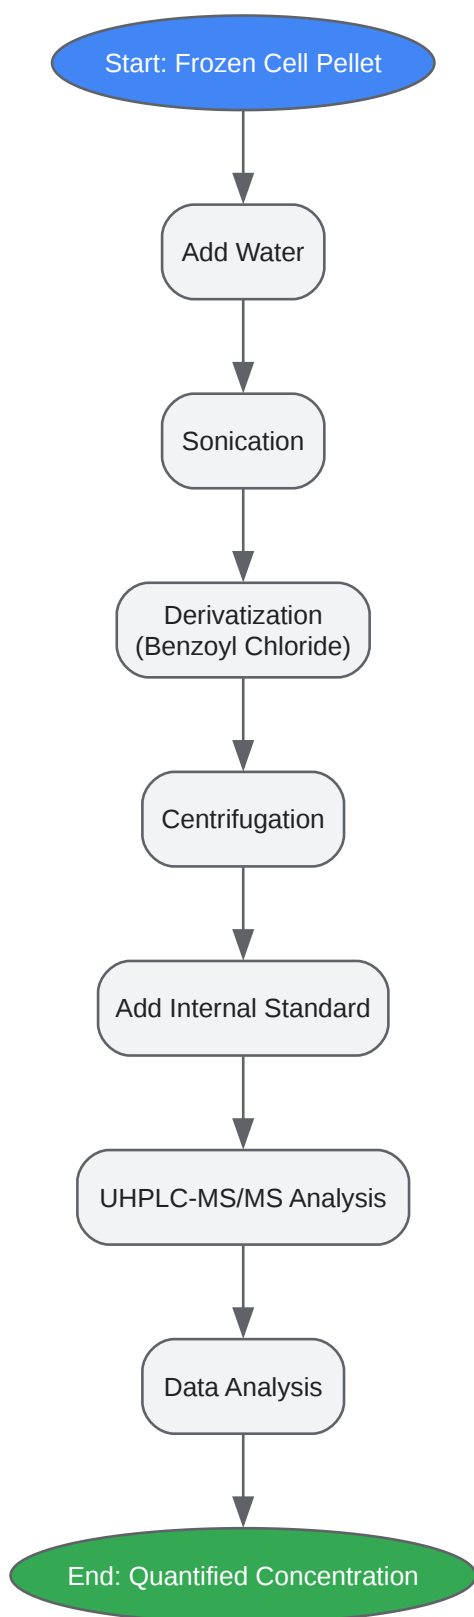 Start: Frozen Cell Pellet
Add Water
Sonication
Derivatization
(Benzoyl Chloride)
Centrifugation
Add Internal Standard
UHPLC-MS/MS Analysis
Data Analysis
End: Quantified Concentration